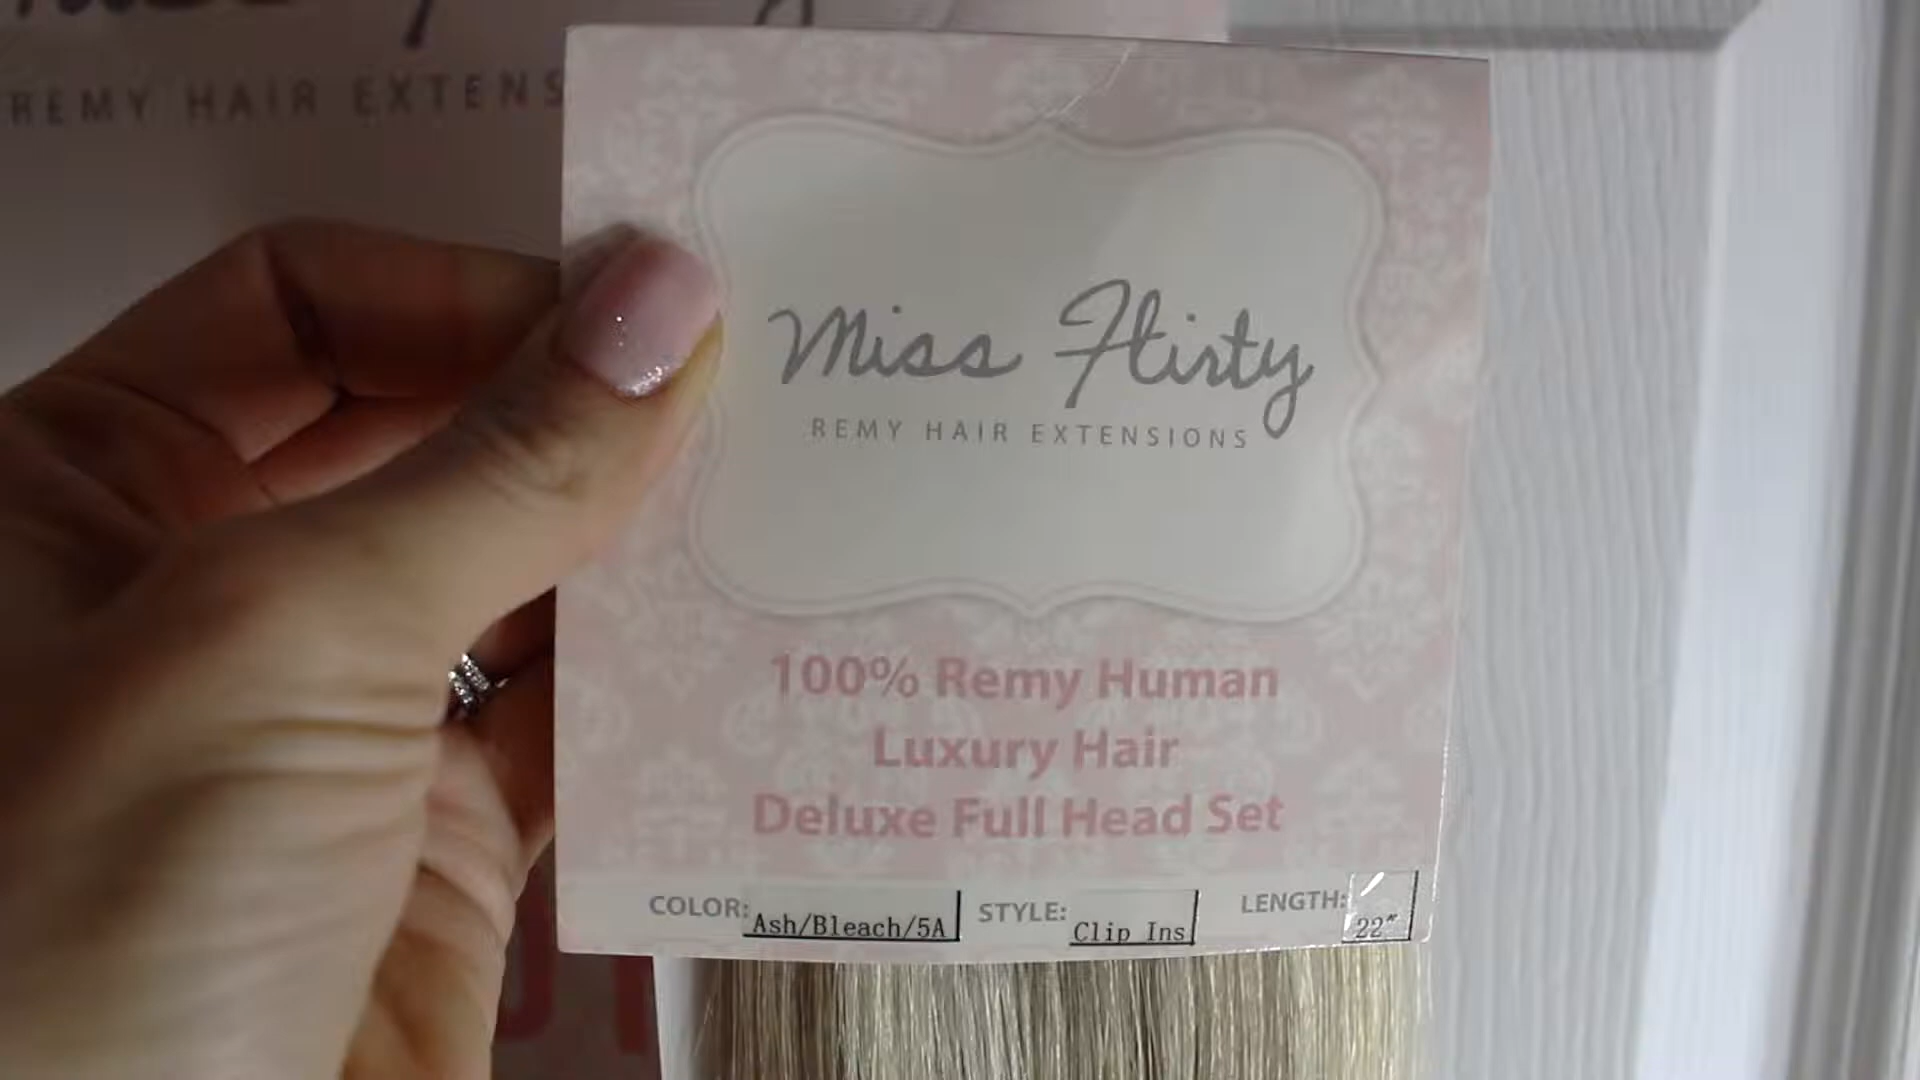 REMY HAIR EXTENS
Miss Flirty
REMY HAIR EXTENSIONS
100% Remy Human
Luxury Hair
Deluxe Full Head Set
COLOR: Ash/Bleach/5A STYLE: Clip Ins LENGTH: 22"